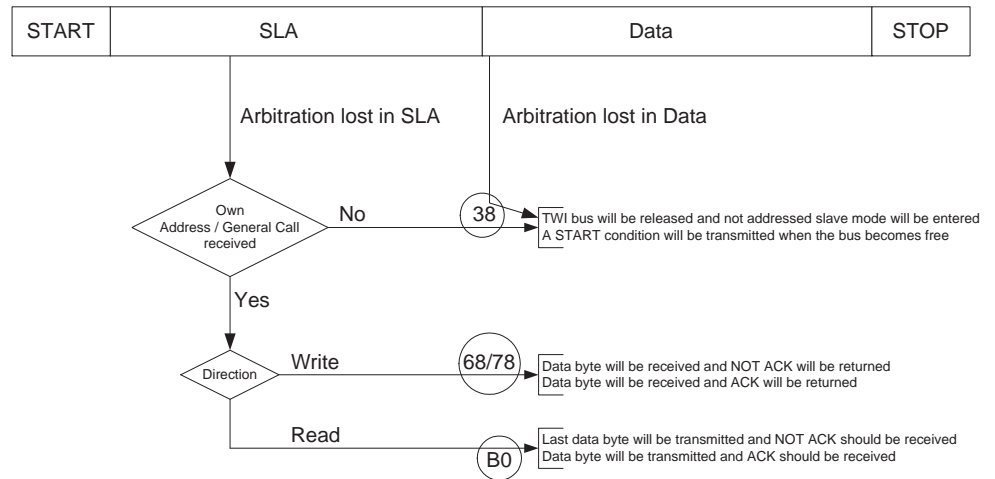 START SLA Data STOP
Arbitration lost in SLA Arbitration lost in Data
Own
Address / General Call
received
No
38
TWI bus will be released and not addressed slave mode will be entered
A START condition will be transmitted when the bus becomes free
Yes
Direction
Write
68/78
Data byte will be received and NOT ACK will be returned
Data byte will be received and ACK will be returned
Read
B0
Last data byte will be transmitted and NOT ACK should be received
Data byte will be transmitted and ACK should be received